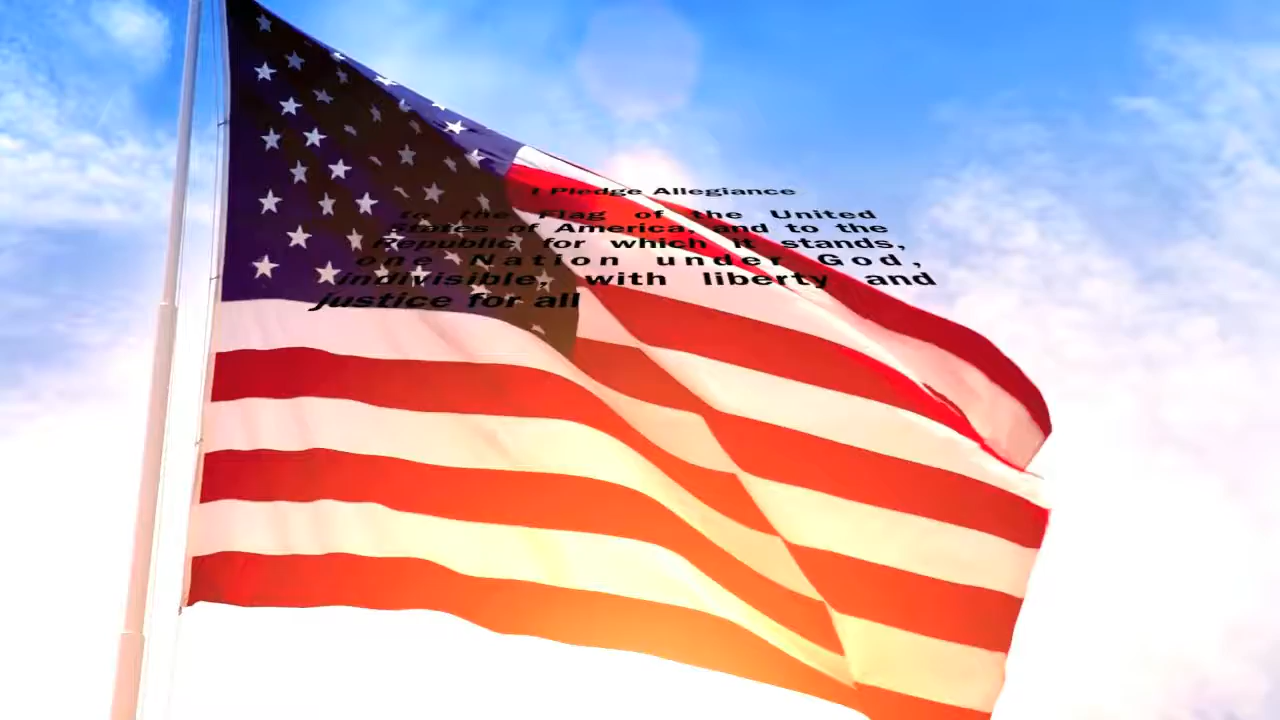 I Pledge Allegiance
to the Flag of the United
States of America, and to the
Republic for which it stands,
one Nation under God,
indivisible, with liberty and
justice for all